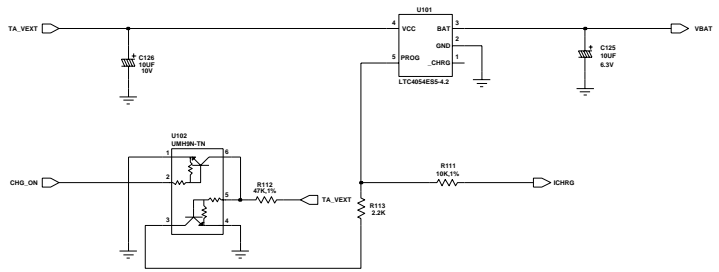 U101
TA_VEXT
4
VCC
BAT
3
VBAT
GND
2
C126
10UF
10V
5
PROG
_CHRG
1
C125
10UF
6.3V
LTC4054ES5-4.2
U102
UMH9N-TN
1
6
CHG_ON
2
R112
47K,1%
5
TA_VEXT
R111
10K,1%
ICHRG
3
4
R113
2.2K